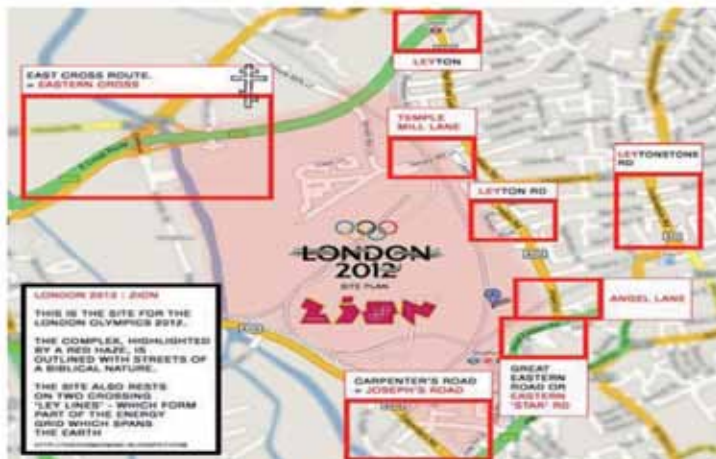 LEYTON
EAST CROSS ROUTE.
= EASTERN CROSS
TEMPLE
MILL LANE
LEYTONSTONE
RD
LEYTON RD
LONDON
2012
SITE PLAN
ZION
ANGEL LANE
LONDON 2012 : ZION
THIS IS THE SITE FOR THE
LONDON OLYMPICS 2012.
THE COMPLEX, HIGHLIGHTED
BY A RED HAZE, IS
OUTLINED WITH STREETS OF
A BIBLICAL NATURE.
THE SITE ALSO RESTS
ON TWO CROSSING
'LEY LINES' - WHICH FORM
PART OF THE ENERGY
GRID WHICH SPANS
THE EARTH
GREAT
EASTERN
ROAD OR
EASTERN
'STAR' RD
CARPENTER'S ROAD
= JOSEPH'S ROAD